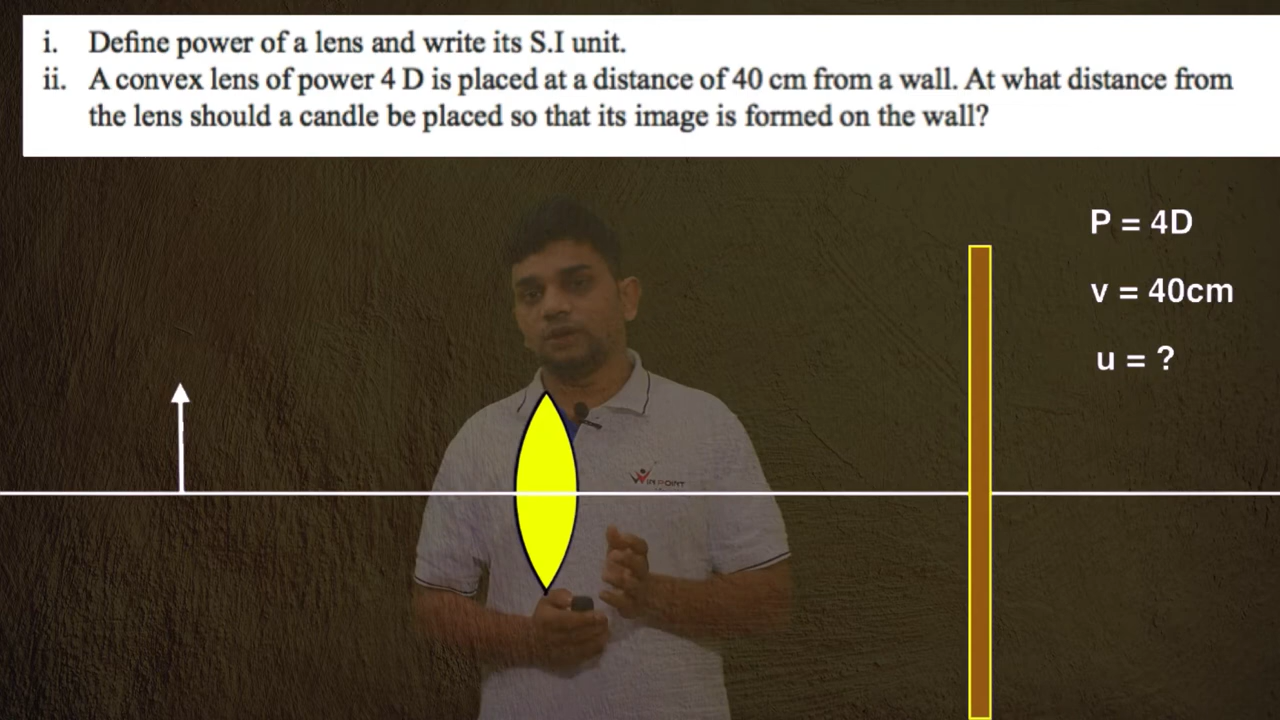 i. Define power of a lens and write its S.I unit.
ii. A convex lens of power 4 D is placed at a distance of 40 cm from a wall. At what distance from
the lens should a candle be placed so that its image is formed on the wall?
P = 4D
v = 40cm
u = ?
WIN POINT